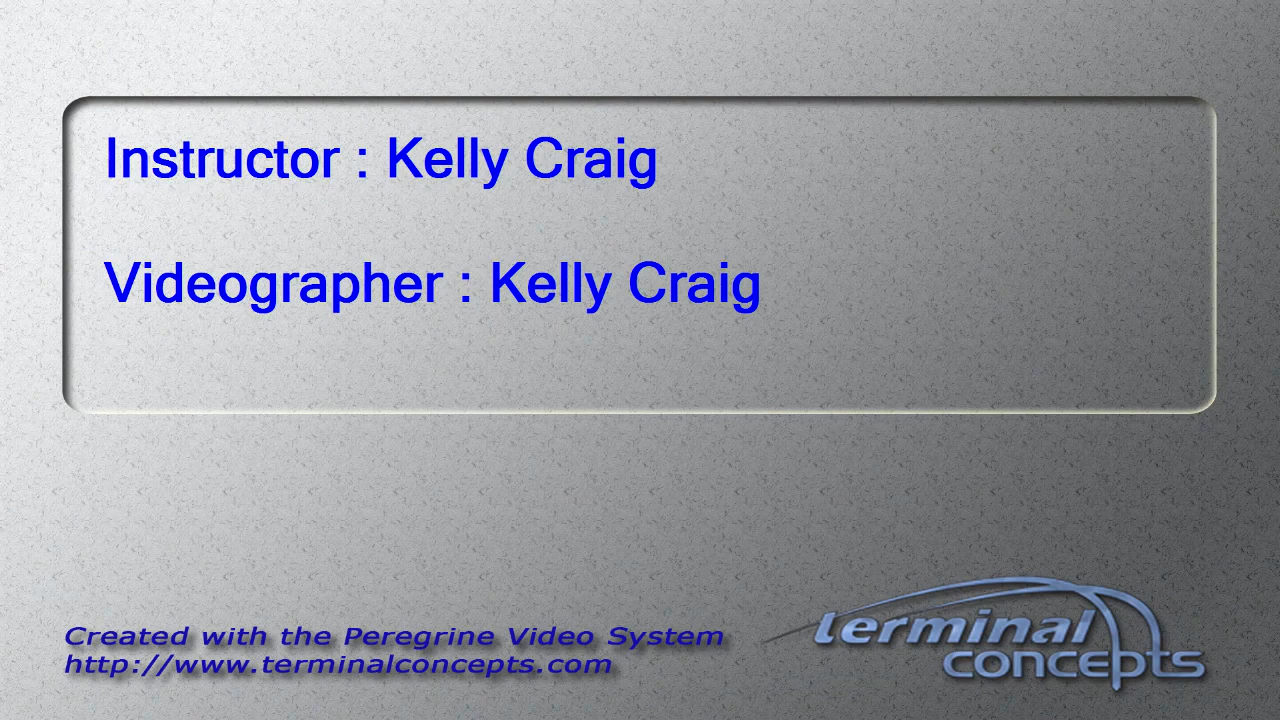 Instructor : Kelly Craig
Videographer : Kelly Craig
Created with the Peregrine Video System
http://www.terminalconcepts.com
terminal
concepts